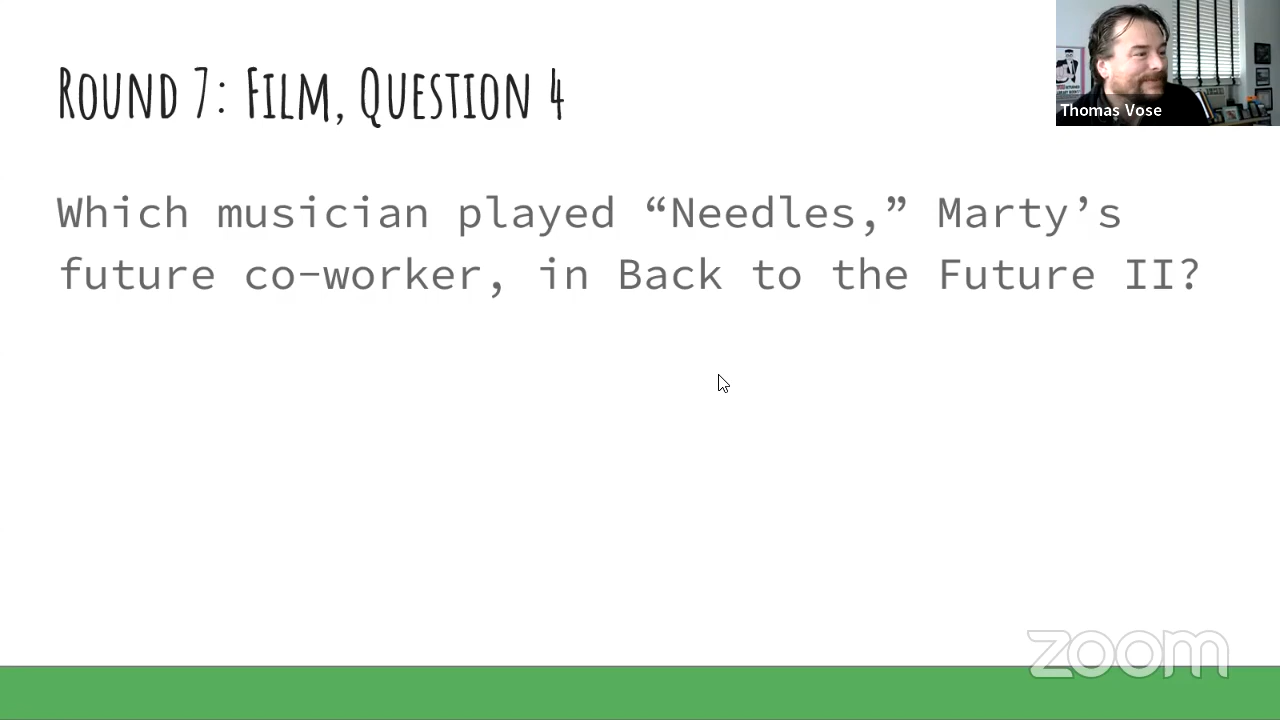 Round 7: Film, Question 4
Thomas Vose
Which musician played “Needles,” Marty’s
future co-worker, in Back to the Future II?
zoom